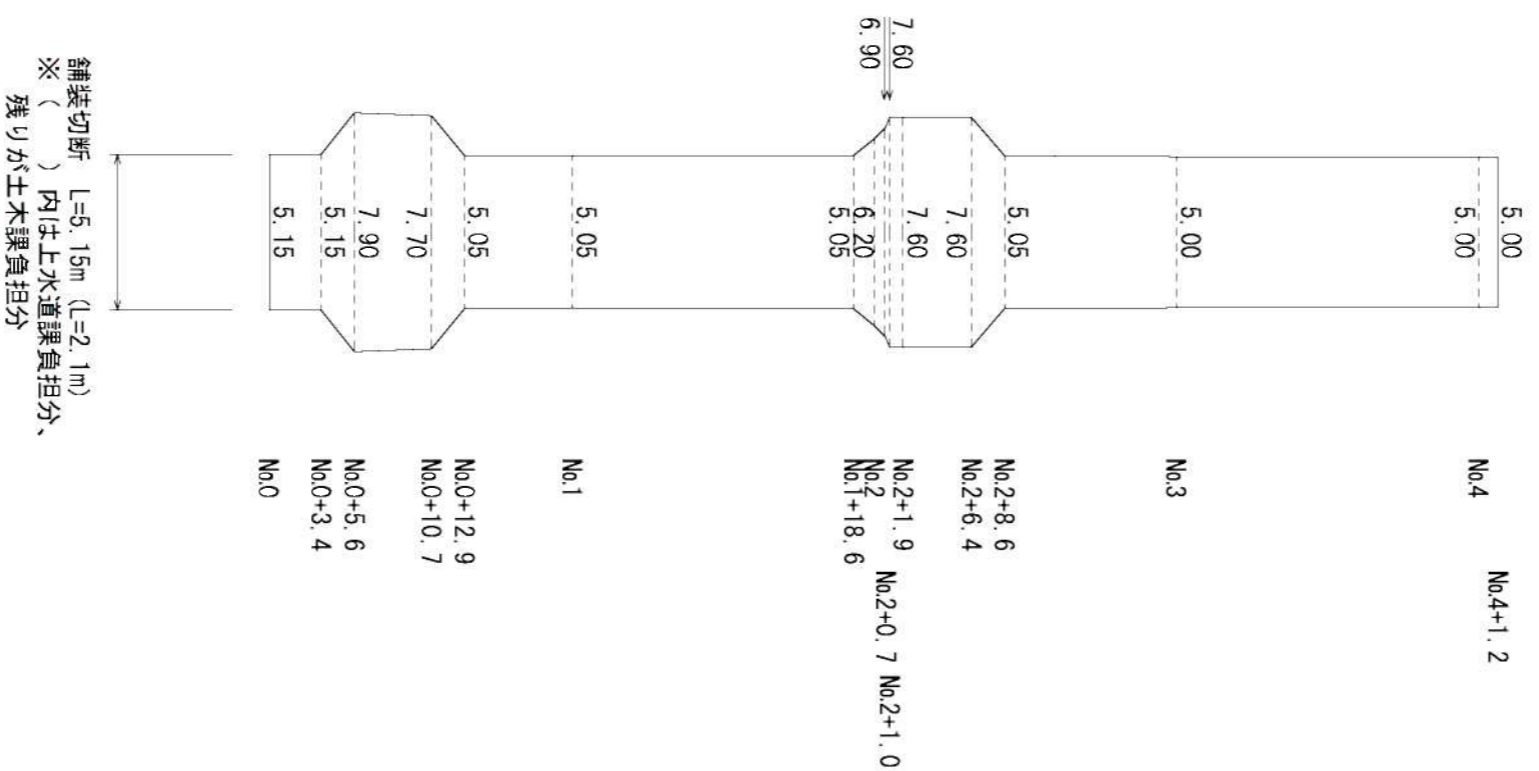 舗装切断 L=5.15m (L=2.1m)
※( )内は上水道課負担分、
残りが土木課負担分
5.15
5.15
7.90
7.70
5.05
5.05
5.05
6.20
6.90
7.60
7.60
7.60
5.05
5.00
5.00
5.00
No.0
No.0+3.4
No.0+5.6
No.0+10.7
No.0+12.9
No.1
No.1+18.6
No.2
No.2+0.7
No.2+1.0
No.2+1.9
No.2+6.4
No.2+8.6
No.3
No.4
No.4+1.2